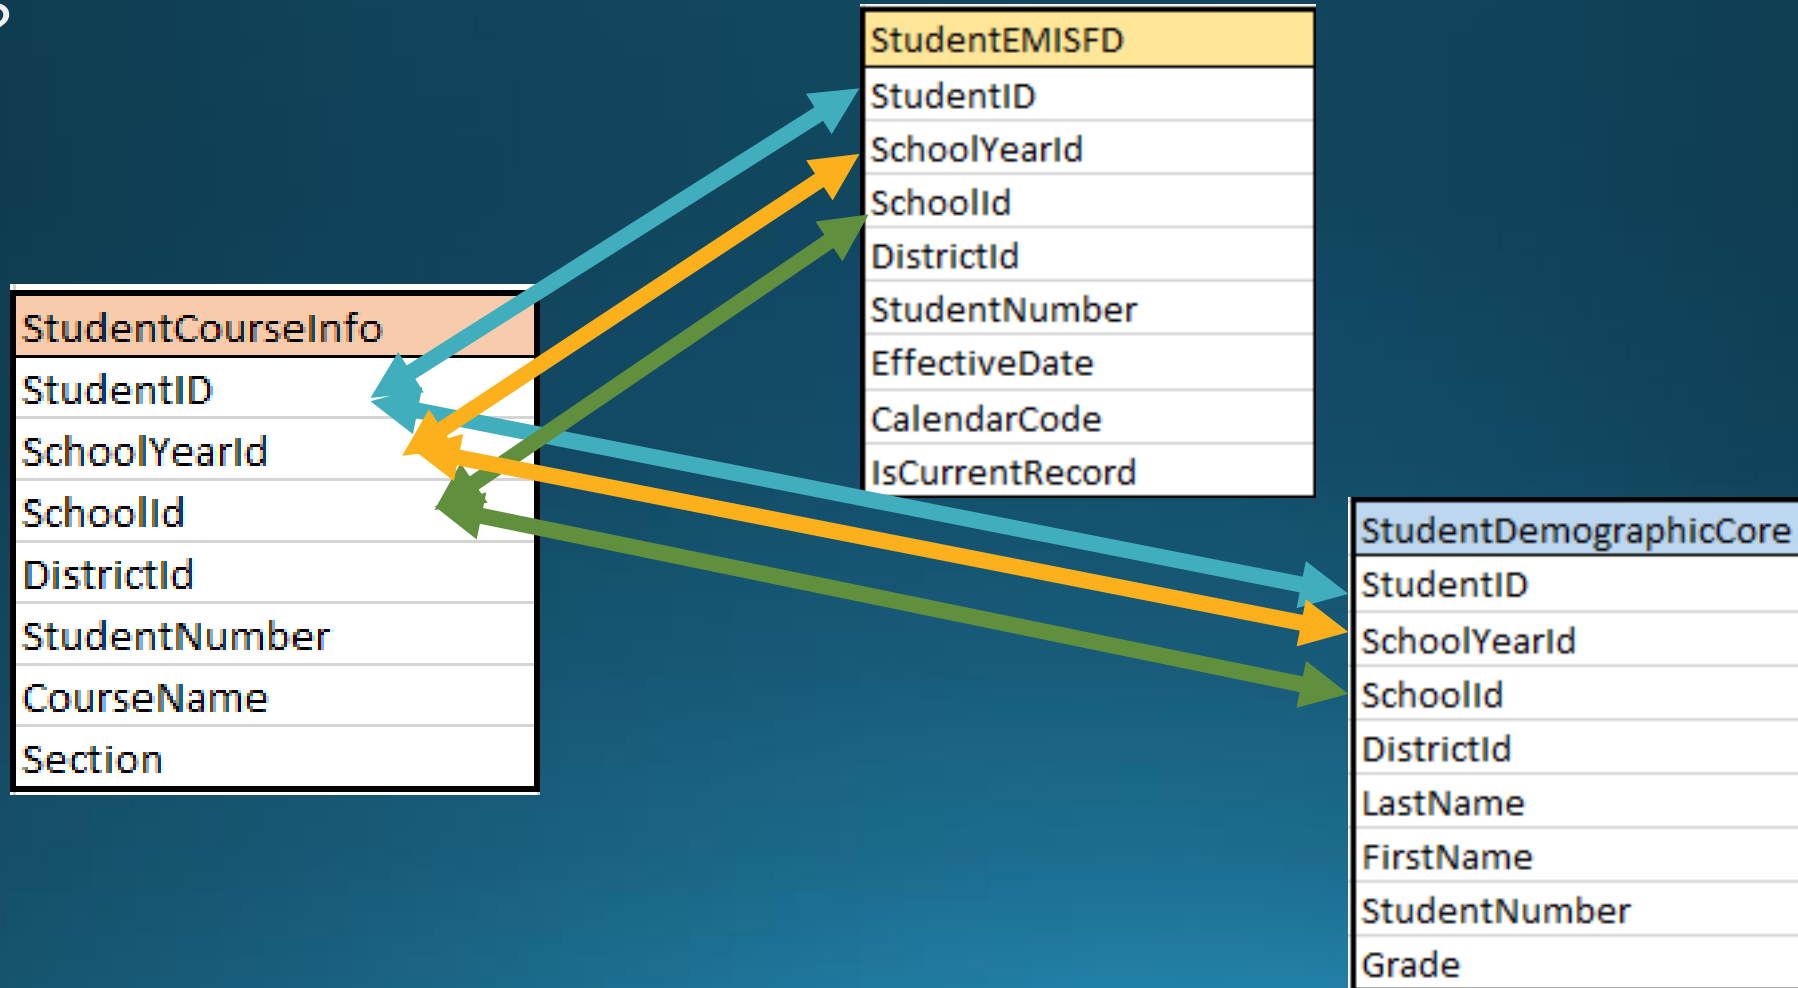 ?
StudentEMISFD
StudentID
SchoolYearId
SchoolId
DistrictId
StudentNumber
EffectiveDate
CalendarCode
IsCurrentRecord
StudentCourseInfo
StudentID
SchoolYearId
SchoolId
DistrictId
StudentNumber
CourseName
Section
StudentDemographicCore
StudentID
SchoolYearId
SchoolId
DistrictId
LastName
FirstName
StudentNumber
Grade